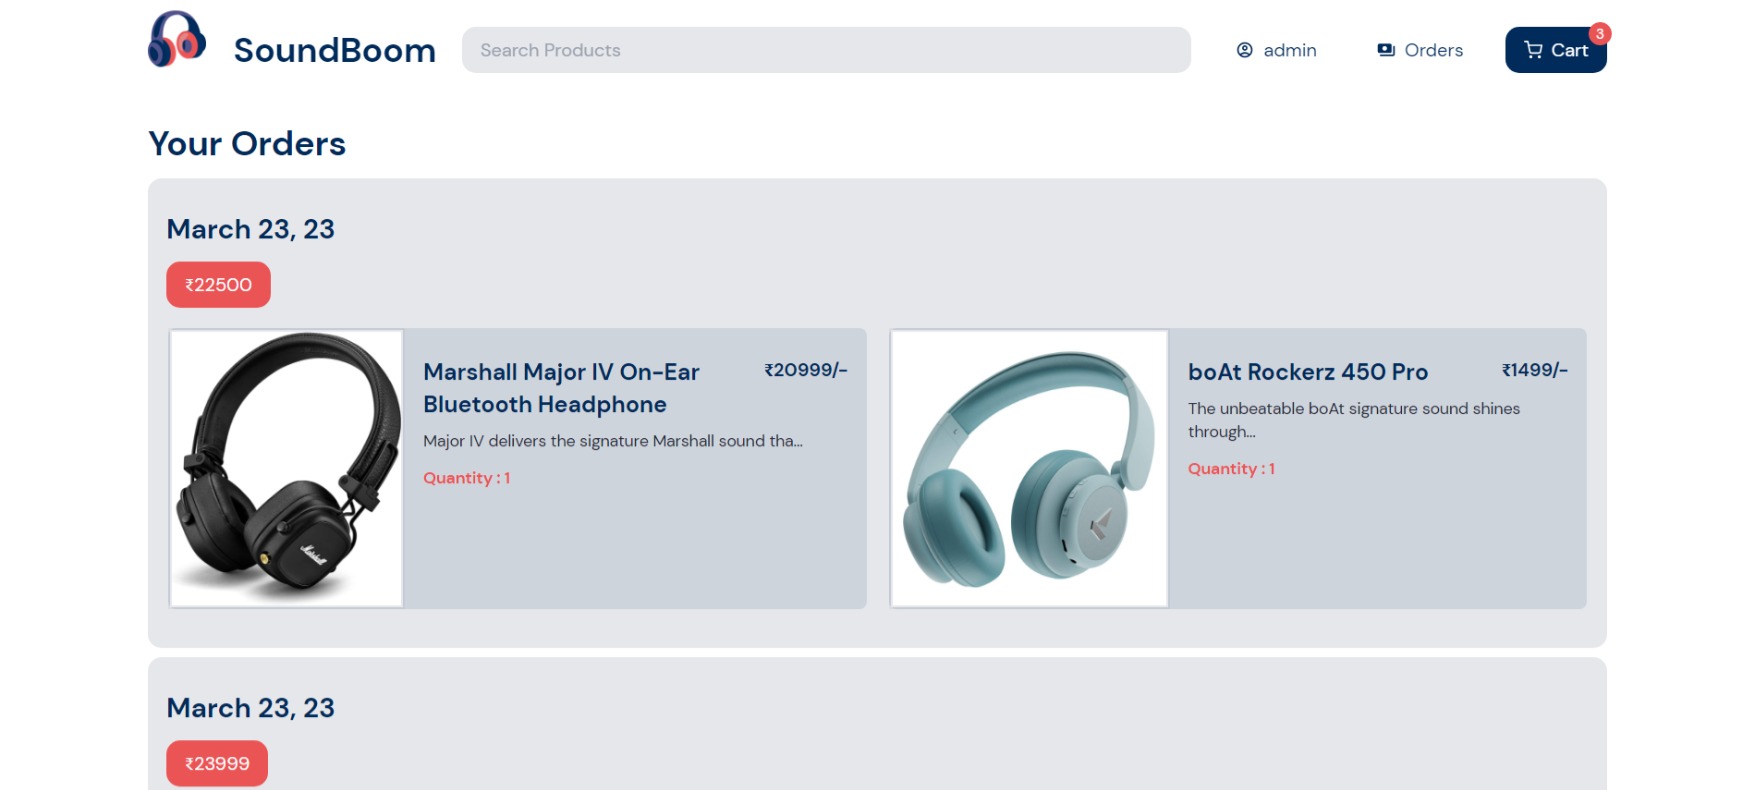 SoundBoom
Search Products
admin
Orders
Cart
3
Your Orders
March 23, 23
₹22500
Marshall Major IV On-Ear
Bluetooth Headphone
₹20999/-
Major IV delivers the signature Marshall sound tha...
Quantity : 1
Marshall
boAt Rockerz 450 Pro
₹1499/-
The unbeatable boAt signature sound shines
through...
Quantity : 1
March 23, 23
₹23999